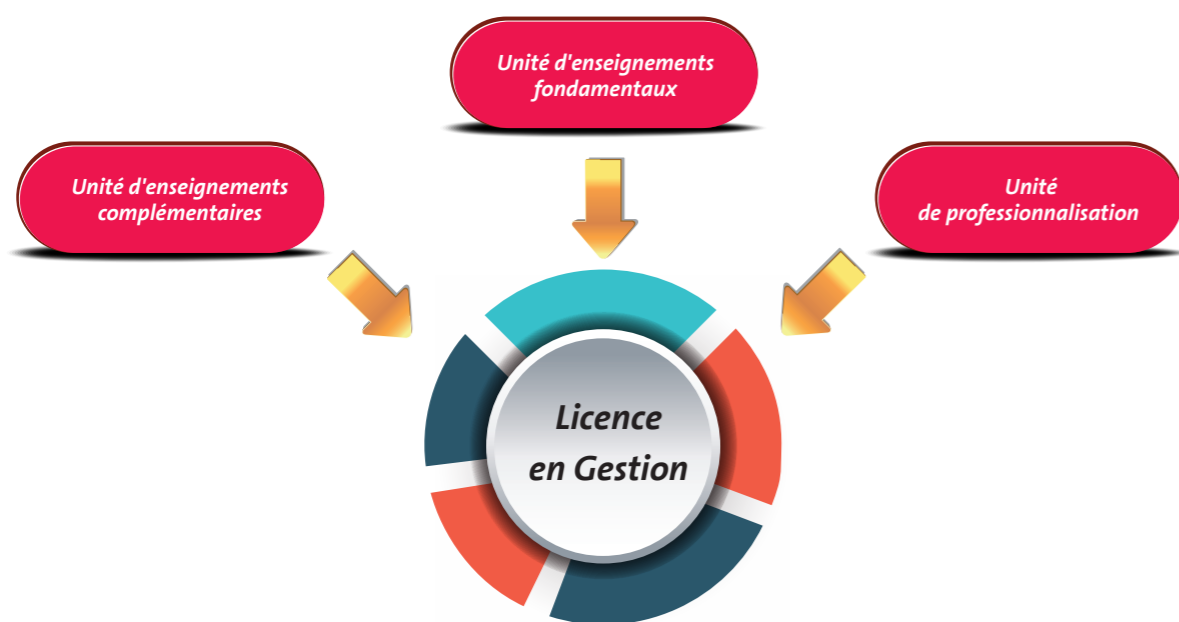 Unité d'enseignements
fondamentaux
Unité d'enseignements
complémentaires
Unité
de professionnalisation
Licence
en Gestion